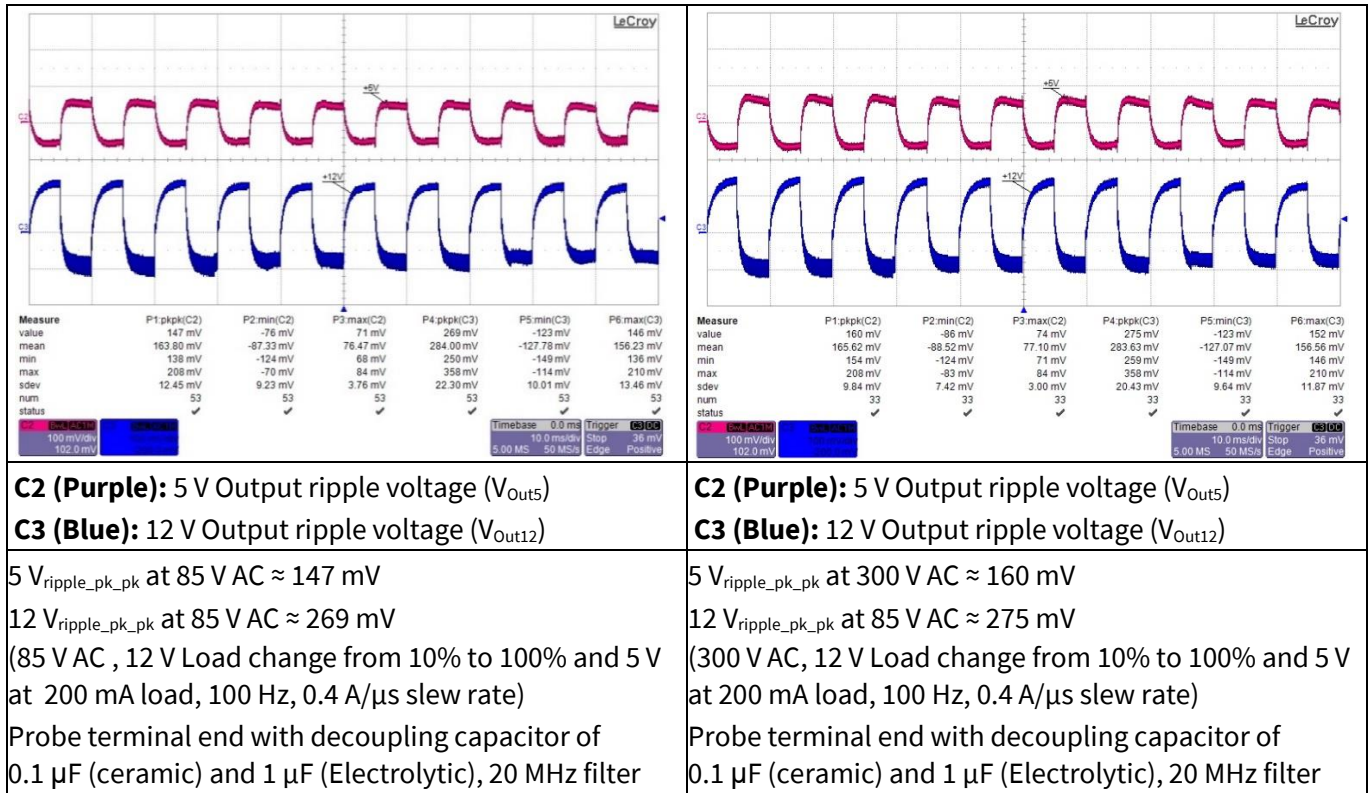 LeCroy
+5V
C2
+12V
C3
Measure P1:pkpk(C2) P2:min(C2) P3:max(C2) P4:pkpk(C3) P5:min(C3) P6:max(C3)
value 147 mV -76 mV 71 mV 269 mV -123 mV 146 mV
mean 163.80 mV -87.33 mV 76.47 mV 284.00 mV -127.78 mV 156.23 mV
min 138 mV -124 mV 68 mV 250 mV -149 mV 136 mV
max 208 mV -70 mV 84 mV 358 mV -114 mV 210 mV
sdev 12.45 mV 9.23 mV 3.76 mV 22.30 mV 10.01 mV 13.46 mV
num 53 53 53 53 53 53
status ✓ ✓ ✓ ✓ ✓ ✓
C2 Timebase 0.0 ms Trigger C3 DC
100 mV/div 10.0 ms/div Stop 36 mV
102.0 mV 5.00 MS 50 MS/s Edge Positive
LeCroy
+5V
C2
+12V
C3
Measure P1:pkpk(C2) P2:min(C2) P3:max(C2) P4:pkpk(C3) P5:min(C3) P6:max(C3)
value 160 mV -86 mV 74 mV 275 mV -123 mV 152 mV
mean 165.62 mV -88.52 mV 77.10 mV 283.63 mV -127.07 mV 156.56 mV
min 154 mV -124 mV 71 mV 259 mV -149 mV 146 mV
max 208 mV -83 mV 84 mV 358 mV -114 mV 210 mV
sdev 9.84 mV 7.42 mV 3.00 mV 20.43 mV 9.64 mV 11.87 mV
num 33 33 33 33 33 33
status ✓ ✓ ✓ ✓ ✓ ✓
C2 Timebase 0.0 ms Trigger C3 DC
100 mV/div 10.0 ms/div Stop 36 mV
102.0 mV 5.00 MS 50 MS/s Edge Positive
C2 (Purple): 5 V Output ripple voltage (VOut5)
C3 (Blue): 12 V Output ripple voltage (VOut12)
C2 (Purple): 5 V Output ripple voltage (VOut5)
C3 (Blue): 12 V Output ripple voltage (VOut12)
5 Vripple_pk_pk at 85 V AC ≈ 147 mV
12 Vripple_pk_pk at 85 V AC ≈ 269 mV
(85 V AC , 12 V Load change from 10% to 100% and 5 V
at 200 mA load, 100 Hz, 0.4 A/µs slew rate)
Probe terminal end with decoupling capacitor of
0.1 µF (ceramic) and 1 µF (Electrolytic), 20 MHz filter
5 Vripple_pk_pk at 300 V AC ≈ 160 mV
12 Vripple_pk_pk at 85 V AC ≈ 275 mV
(300 V AC, 12 V Load change from 10% to 100% and 5 V
at 200 mA load, 100 Hz, 0.4 A/µs slew rate)
Probe terminal end with decoupling capacitor of
0.1 µF (ceramic) and 1 µF (Electrolytic), 20 MHz filter